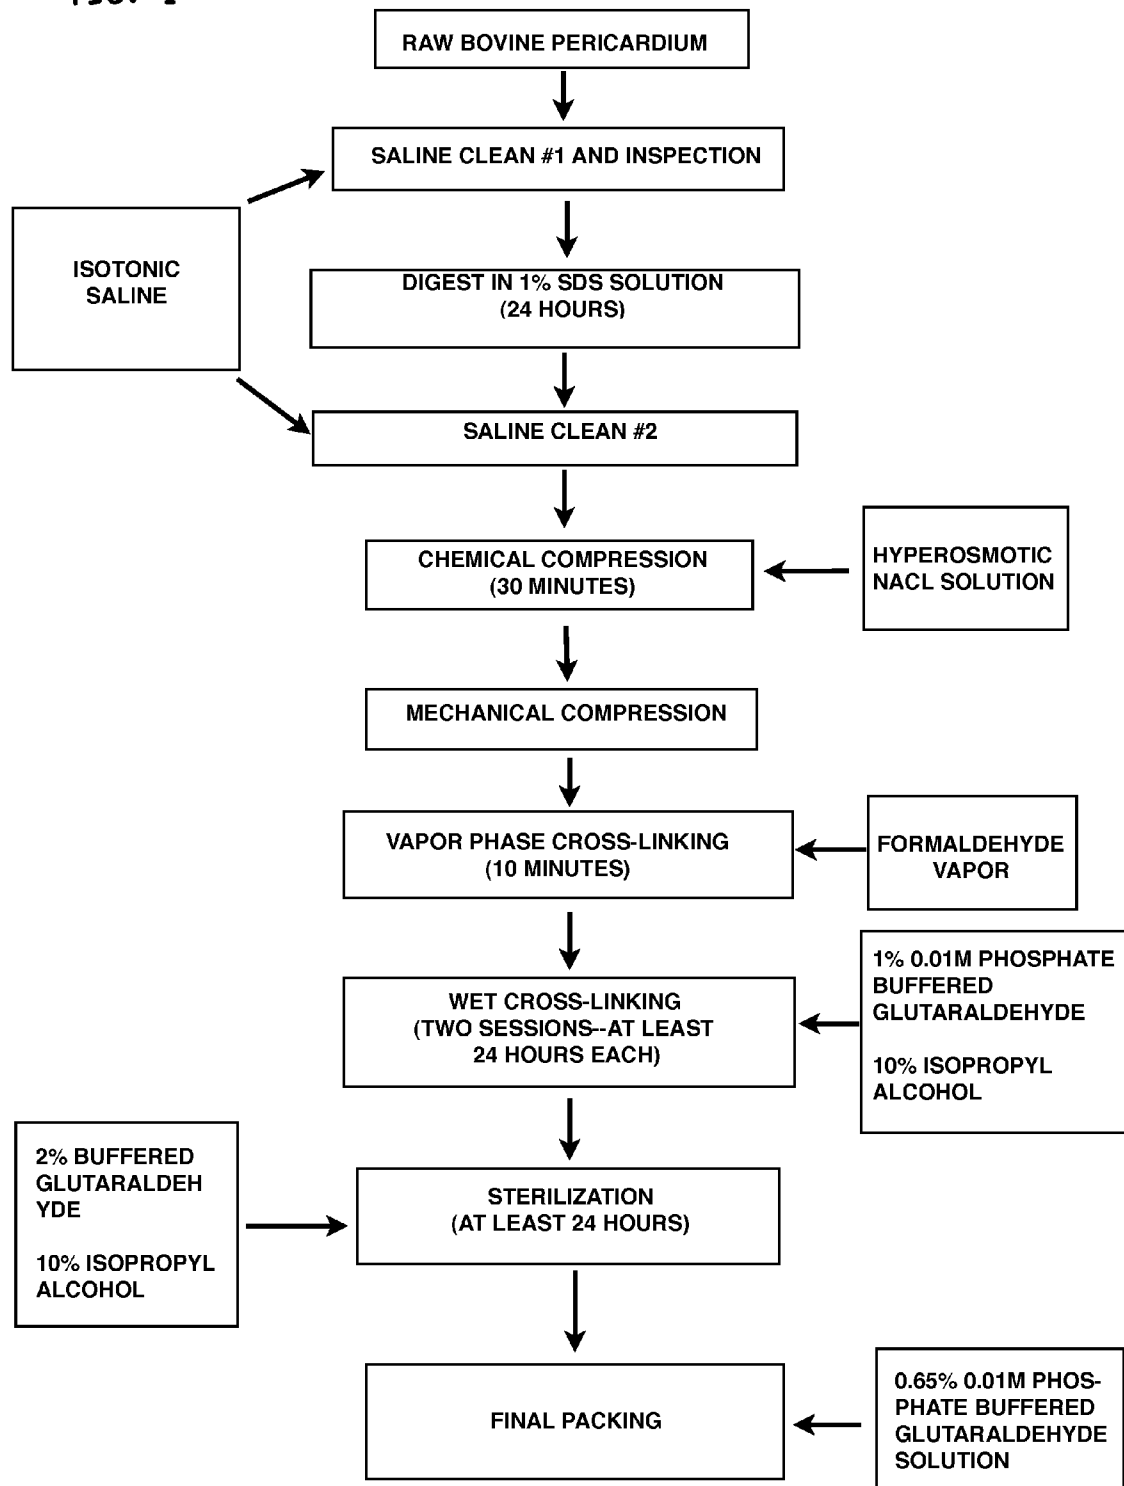 FIG. 1
RAW BOVINE PERICARDIUM
SALINE CLEAN #1 AND INSPECTION
ISOTONIC
SALINE
DIGEST IN 1% SDS SOLUTION
(24 HOURS)
SALINE CLEAN #2
CHEMICAL COMPRESSION
(30 MINUTES)
HYPEROSMOTIC
NACL SOLUTION
MECHANICAL COMPRESSION
VAPOR PHASE CROSS-LINKING
(10 MINUTES)
FORMALDEHYDE
VAPOR
WET CROSS-LINKING
(TWO SESSIONS--AT LEAST
24 HOURS EACH)
1% 0.01M PHOSPHATE
BUFFERED
GLUTARALDEHYDE
10% ISOPROPYL
ALCOHOL
2% BUFFERED
GLUTARALDEH
YDE
10% ISOPROPYL
ALCOHOL
STERILIZATION
(AT LEAST 24 HOURS)
FINAL PACKING
0.65% 0.01M PHOS-
PHATE BUFFERED
GLUTARALDEHYDE
SOLUTION